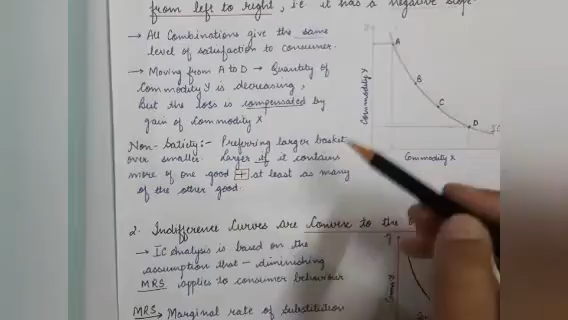 from left to right, i.e it has a negative slope
→ All Combinations give the same
level of satisfaction to consumer.
→ Moving from A to D → Quantity of
Commodity Y is decreasing,
But the loss is compensated by
gain of Commodity X
Non-Satiety:- Preferring larger basket
over smaller. Larger if it contains
more of one good + at least as many
of the other good.
A
B
C
D
IC
Commodity Y
Commodity X
2. Indifference Curves are Convex to the
→ IC Analysis is based on the
assumption that - diminishing
MRS applies to consumer behaviour
MRS → Marginal rate of Substitution